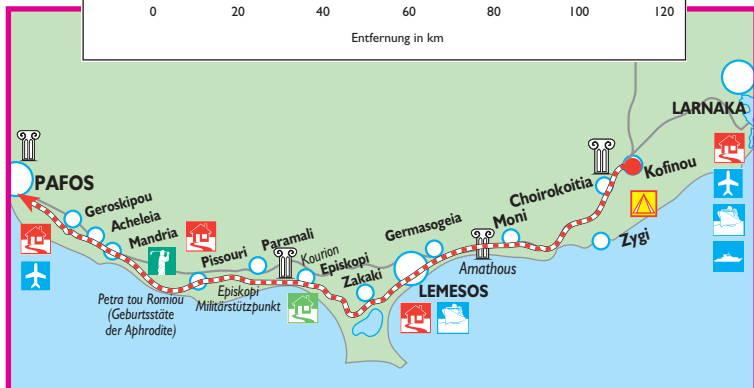 0 20 40 60 80 100 120
Entfernung in km
LARNAKA
Kofinou
Choirokoitia
PAFOS
Geroskipou
Acheleia
Mandria
Pissouri
Paramali
Kourion
Episkopi
Zakaki
Germasogeia
Moni
Zygi
Amathous
LEMESOS
Petra tou Romiou
(Geburtsstäte
der Aphrodite)
Episkopi
Militärstützpunkt